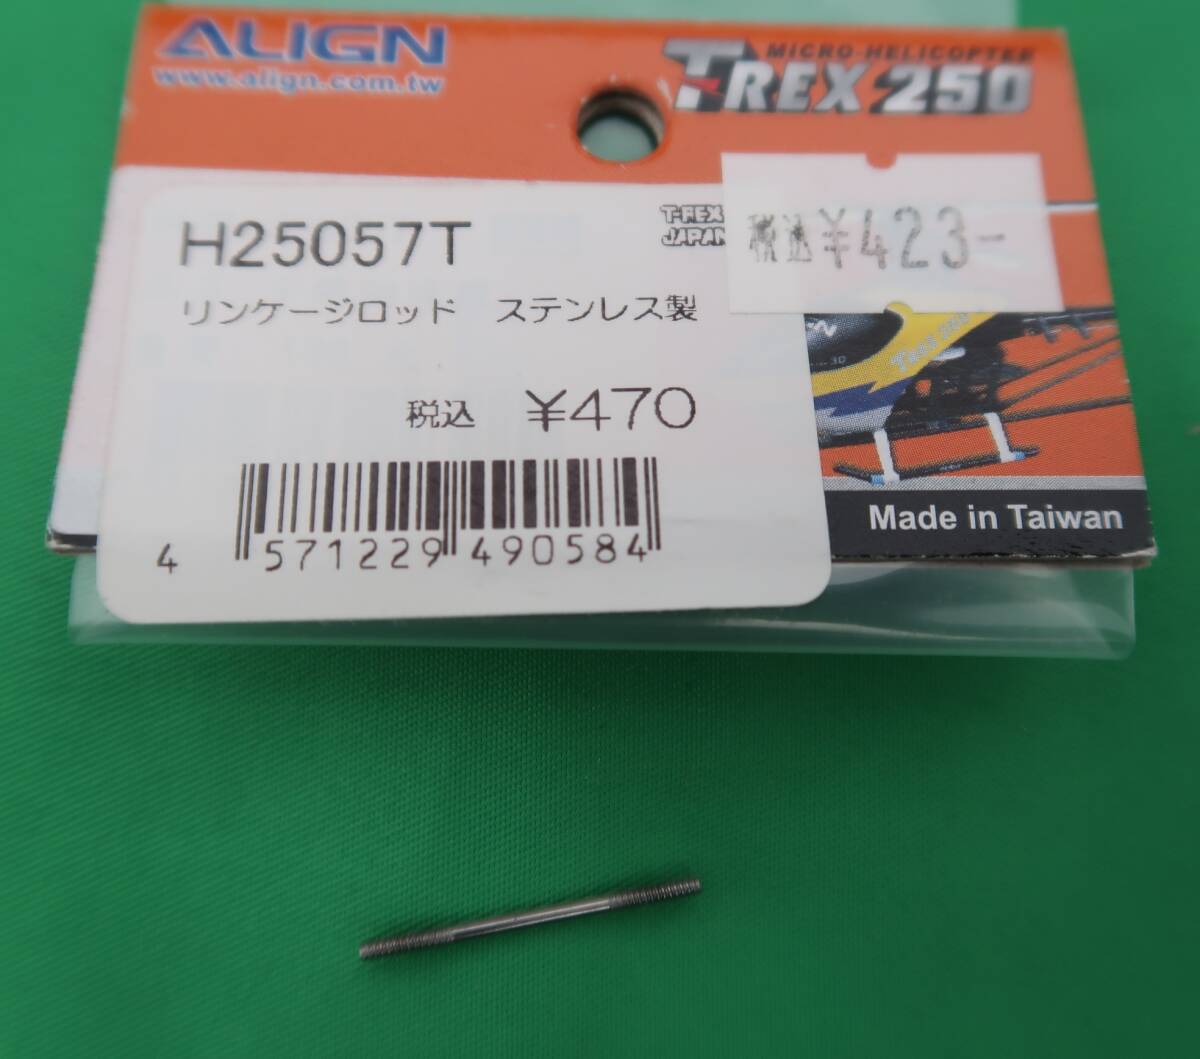 ALIGN
www.align.com.tw
MICRO-HELICOPTER
T-REX 250
H25057T
T-REX
JAPAN
税込¥423-
リンケージロッド ステンレス製
税込 ¥470
4 571229 490584
Made in Taiwan